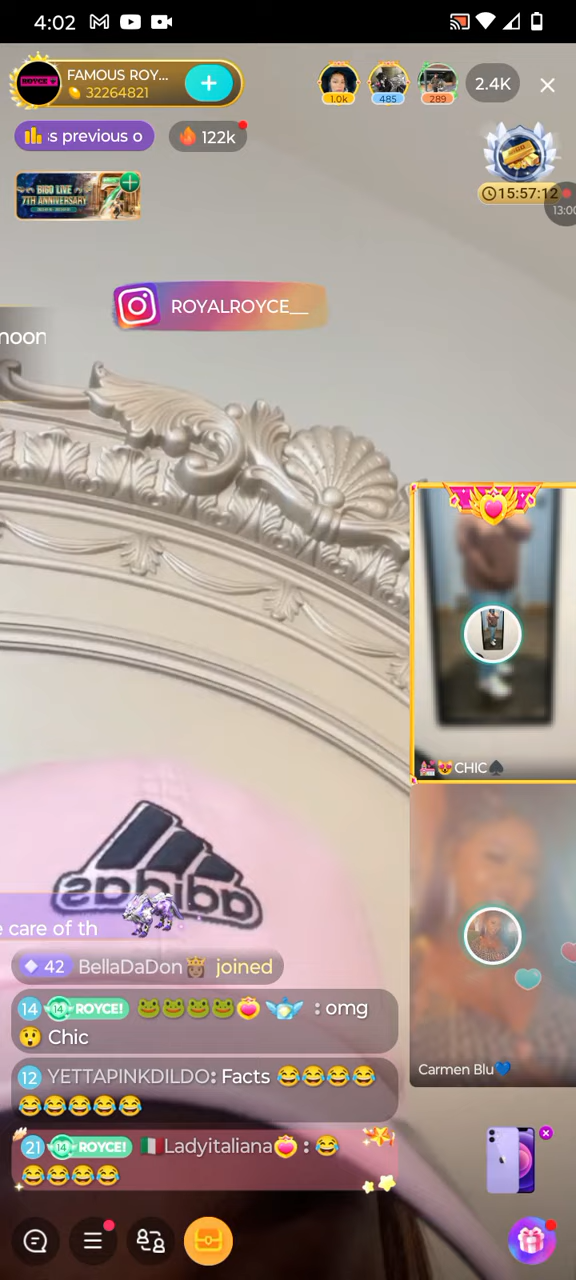 4:02
FAMOUS ROY...
32264821
1.0k
485
289
2.4K
s previous o
122k
15:57:12
13:00
BIGO LIVE
7TH ANNIVERSARY
ROYALROYCE__
noon
CHIC
adidas
e care of th
42 BellaDaDon joined
14 14 ROYCE! : omg
Chic
12 YETTAPINKDILDO: Facts
21 14 ROYCE! Ladyitaliana :
Carmen Blu